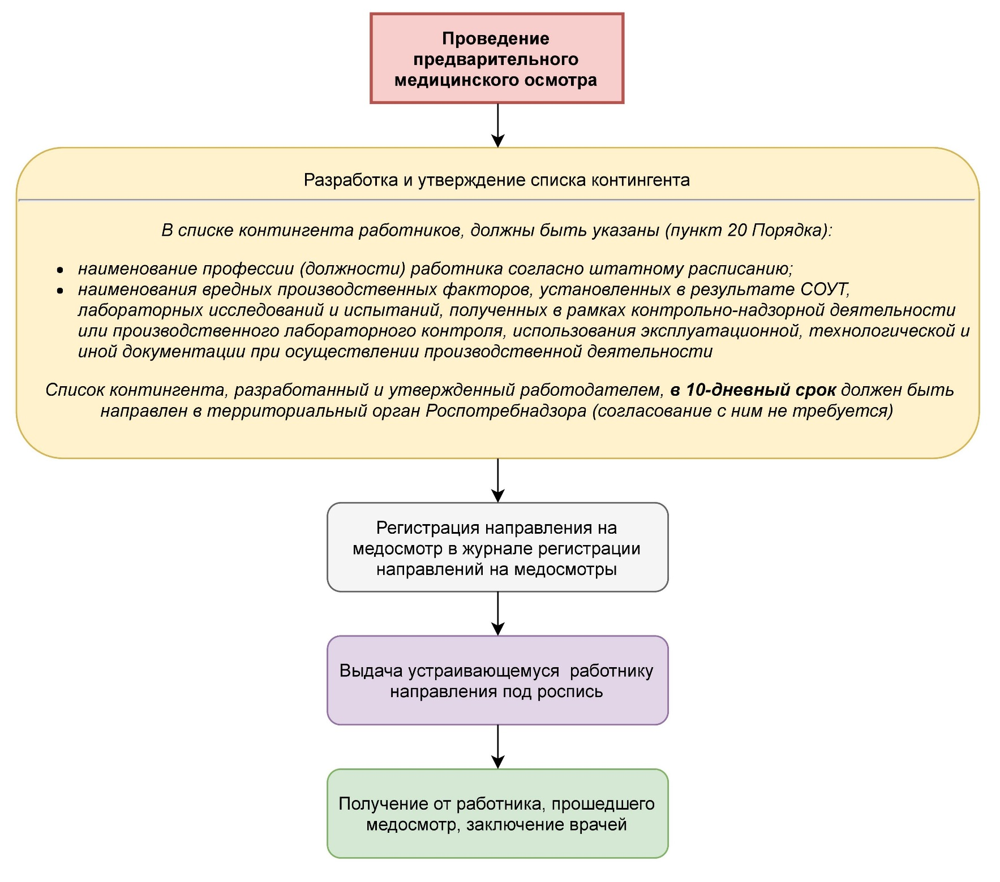 Проведение
предварительного
медицинского осмотра
Разработка и утверждение списка контингента
В списке контингента работников, должны быть указаны (пункт 20 Порядка):
• наименование профессии (должности) работника согласно штатному расписанию;
• наименования вредных производственных факторов, установленных в результате СОУТ,
лабораторных исследований и испытаний, полученных в рамках контрольно-надзорной деятельности
или производственного лабораторного контроля, использования эксплуатационной, технологической и
иной документации при осуществлении производственной деятельности
Список контингента, разработанный и утвержденный работодателем, в 10-дневный срок должен быть
направлен в территориальный орган Роспотребнадзора (согласование с ним не требуется)
Регистрация направления на
медосмотр в журнале регистрации
направлений на медосмотры
Выдача устраивающемуся  работнику
направления под роспись
Получение от работника, прошедшего
медосмотр, заключение врачей